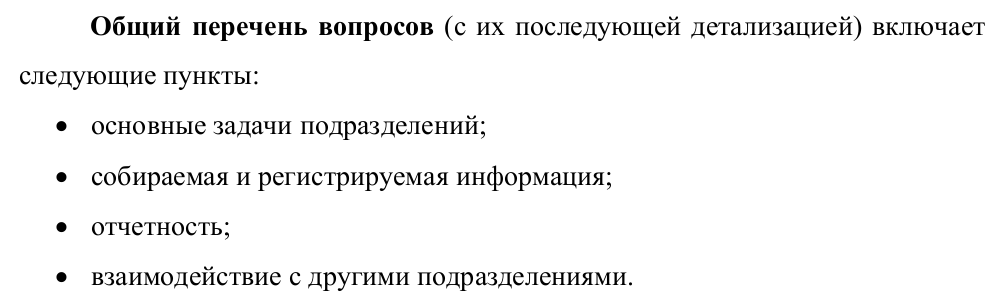 Общий перечень вопросов (с их последующей детализацией) включает
следующие пункты:
• основные задачи подразделений;
• собираемая и регистрируемая информация;
• отчетность;
• взаимодействие с другими подразделениями.